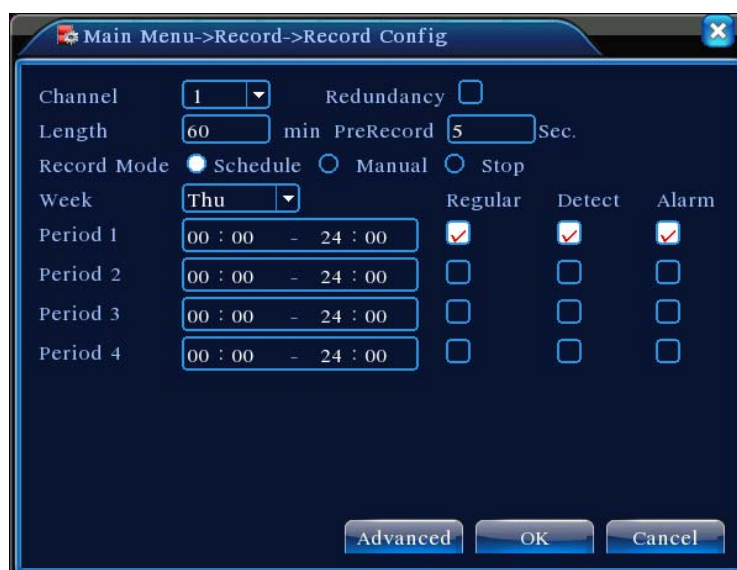 Main Menu->Record->Record Config
Channel 1 Redundancy
Length 60 min PreRecord 5 Sec.
Record Mode Schedule Manual Stop
Week Thu Regular Detect Alarm
Period 1 00 : 00 - 24 : 00
Period 2 00 : 00 - 24 : 00
Period 3 00 : 00 - 24 : 00
Period 4 00 : 00 - 24 : 00
Advanced OK Cancel